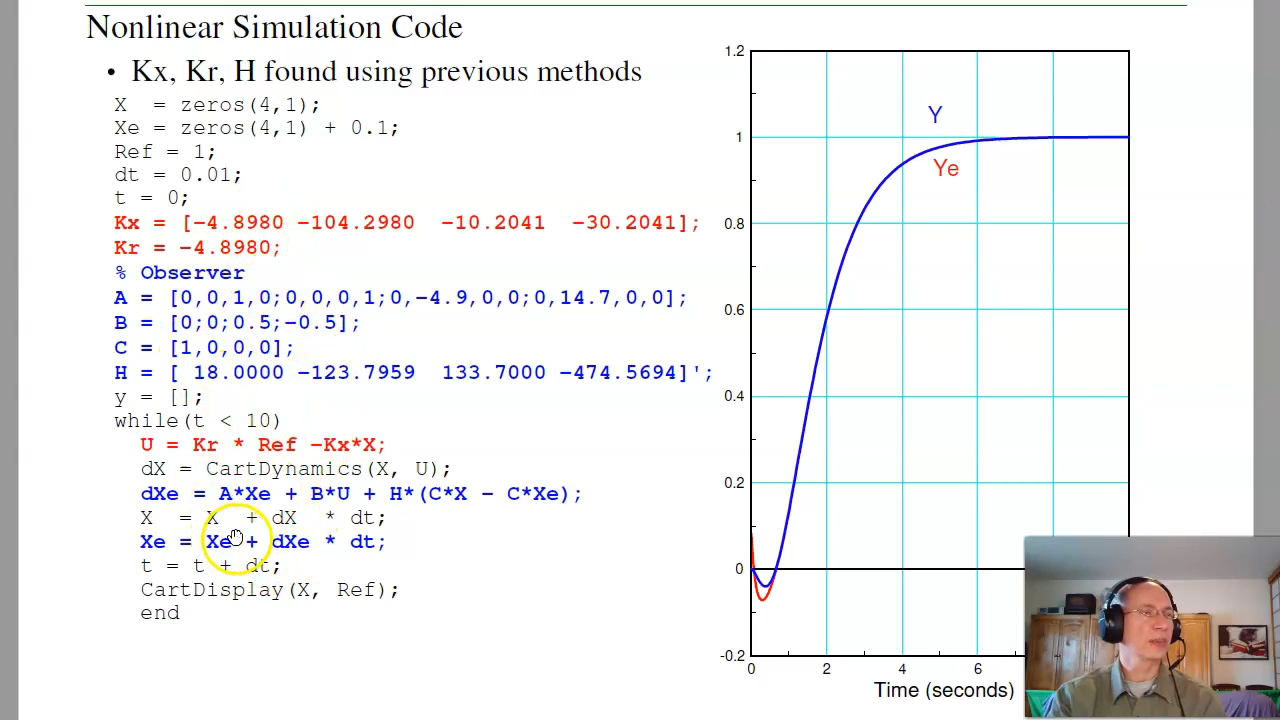 Nonlinear Simulation Code
• Kx, Kr, H found using previous methods
X = zeros(4,1);
Xe = zeros(4,1) + 0.1;
Ref = 1;
dt = 0.01;
t = 0;
Kx = [-4.8980 -104.2980 -10.2041 -30.2041];
Kr = -4.8980;
% Observer
A = [0,0,1,0;0,0,0,1;0,-4.9,0,0;0,14.7,0,0];
B = [0;0;0.5;-0.5];
C = [1,0,0,0];
H = [ 18.0000 -123.7959 133.7000 -474.5694]';
y = [];
while(t < 10)
U = Kr * Ref -Kx*X;
dX = CartDynamics(X, U);
dXe = A*Xe + B*U + H*(C*X - C*Xe);
X = X + dX * dt;
Xe = Xe + dXe * dt;
t = t + dt;
CartDisplay(X, Ref);
end
1.2
1
0.8
0.6
0.4
0.2
0
-0.2
Y
Ye
0 2 4 6
Time (seconds)